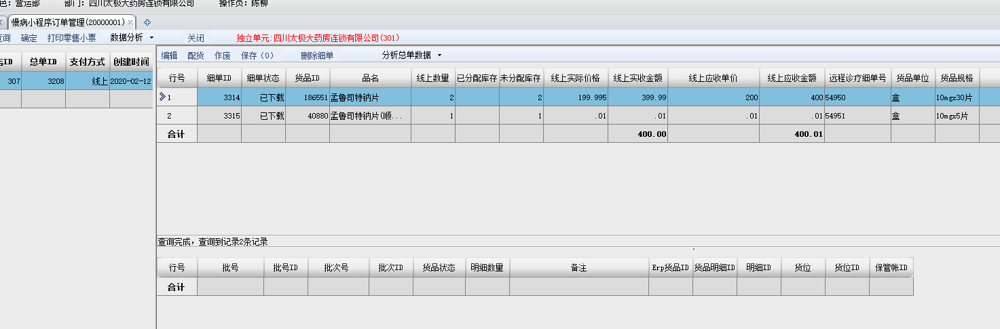 色: 营运部 部门: 四川太极大药房连锁有限公司 操作员: 陈柳
慢病小程序订单管理(20000001)
查询 确定 打印零售小票 数据分析 关闭 独立单元:四川太极大药房连锁有限公司(301)
编辑 配货 作废 保存（0） 删除细单 分析总单数据
店ID 总单ID 支付方式 创建时间
307 3208 线上 2020-02-12
行号 细单ID 细单状态 货品ID 品名 线上数量 已分配库存 未分配库存 线上实际价格 线上实收金额 线上应收单价 线上应收金额 远程诊疗细单号 货品单位 货品规格
1 3314 已下载 186551 孟鲁司特钠片 2 2 199.995 399.99 200 400 54950 盒 10mgx30片
2 3315 已下载 40880 孟鲁司特钠片(顺... 1 1 .01 .01 .01 .01 54951 盒 10mgx5片
合计 400.00 400.01
查询完成，查询到记录2条记录
行号 批号 批号ID 批次号 批次ID 货品状态 明细数量 备注 Erp货品ID 货品明细ID 明细ID 货位 货位ID 保管帐ID
合计